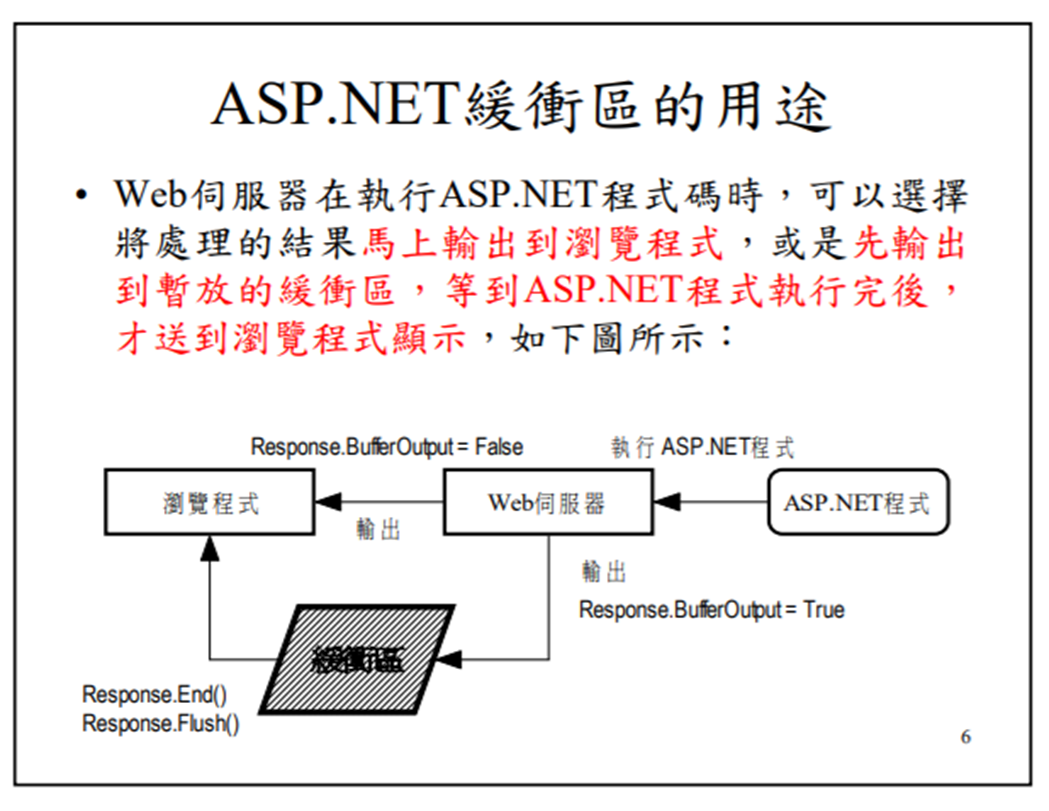 ASP.NET緩衝區的用途
• Web伺服器在執行ASP.NET程式碼時,可以選擇
將處理的結果馬上輸出到瀏覽程式,或是先輸出
到暫放的緩衝區,等到ASP.NET程式執行完後,
才送到瀏覽程式顯示,如下圖所示:
Response.BufferOutput = False
執行 ASP.NET程式
瀏覽程式
Web伺服器
ASP.NET程式
輸出
輸出
Response.BufferOutput = True
緩衝區
Response.End()
Response.Flush()
6